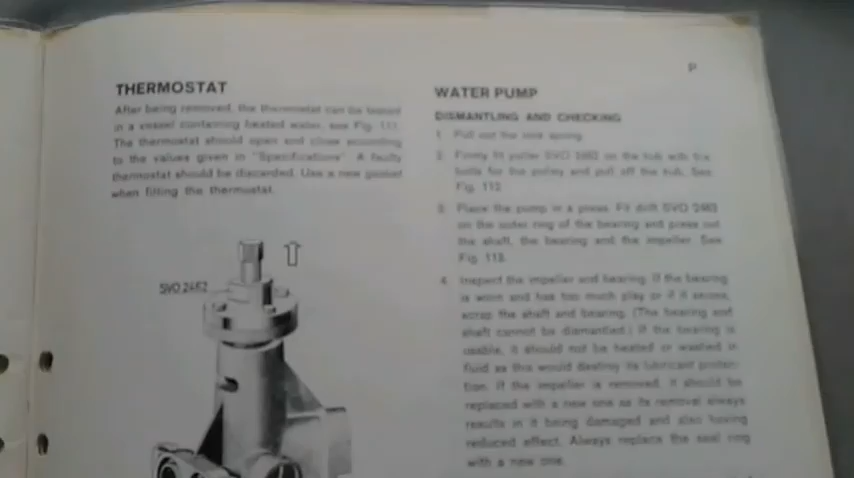 P
THERMOSTAT
After being removed, the thermostat can be tested
in a vessel containing heated water, see Fig. 111.
The thermostat should open and close according
to the values given in "Specifications". A faulty
thermostat should be discarded. Use a new gasket
when fitting the thermostat.
SVO 2462
WATER PUMP
DISMANTLING AND CHECKING
1. Pull out the lock spring.
2. Firmly fit puller SVO 2462 on the hub with the
bolts for the pulley and pull off the hub. See
Fig. 112.
3. Place the pump in a press. Fit drift SVO 2463
on the outer ring of the bearing and press out
the shaft, the bearing and the impeller. See
Fig. 113.
4. Inspect the impeller and bearing. If the bearing
is worn and has too much play or if it seizes,
scrap the shaft and bearing. (The bearing and
shaft cannot be dismantled.) If the bearing is
usable, it should not be heated or washed in
fluid as this would destroy its lubricant protec-
tion. If the impeller is removed, it should be
replaced with a new one as its removal always
results in it being damaged and also having
reduced effect. Always replace the seal ring
with a new one.